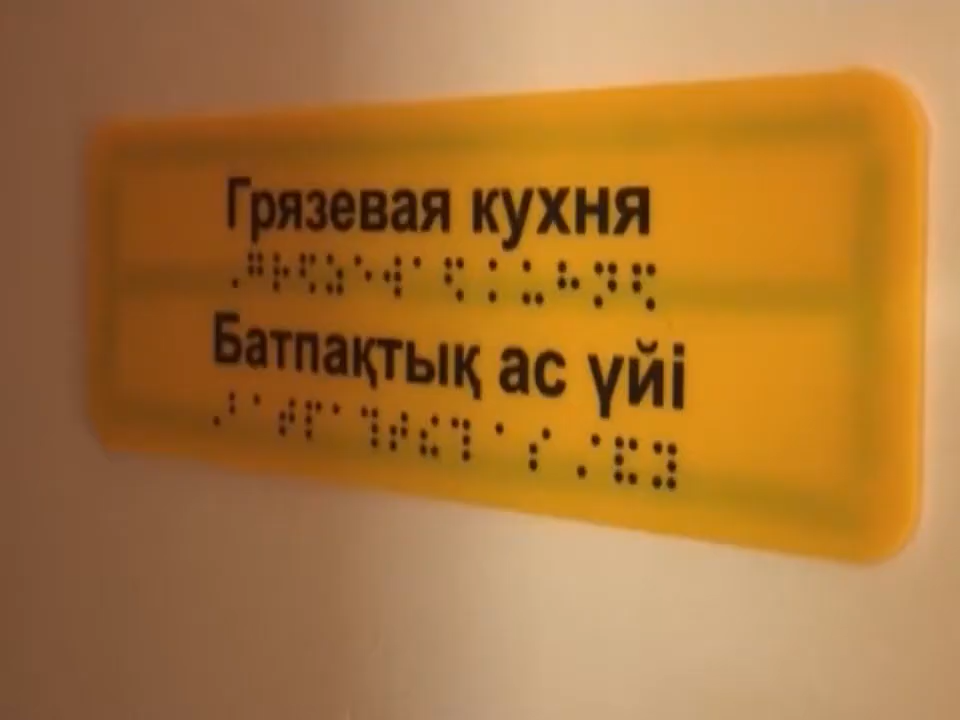 Грязевая кухня
Батпақтық ас үйі